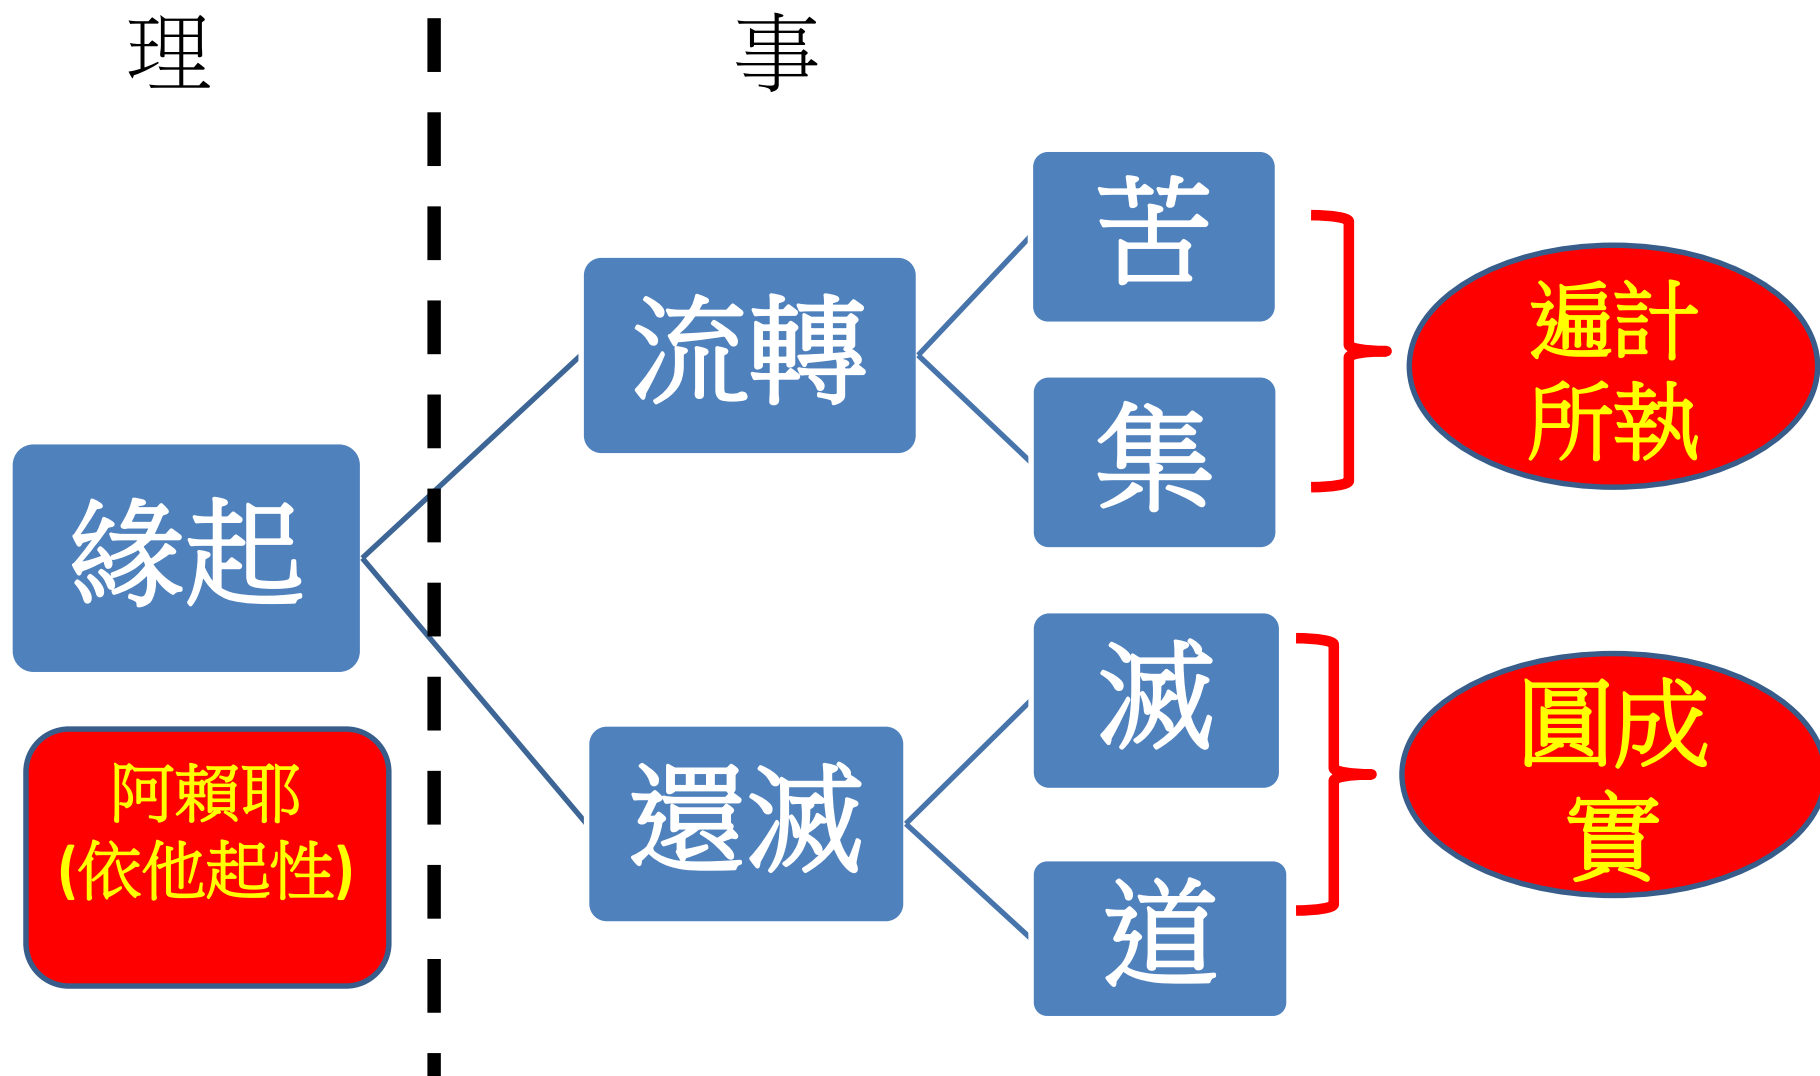 理
事
緣起
阿賴耶
(依他起性)
流轉
還滅
苦
集
滅
道
遍計
所執
圓成
實